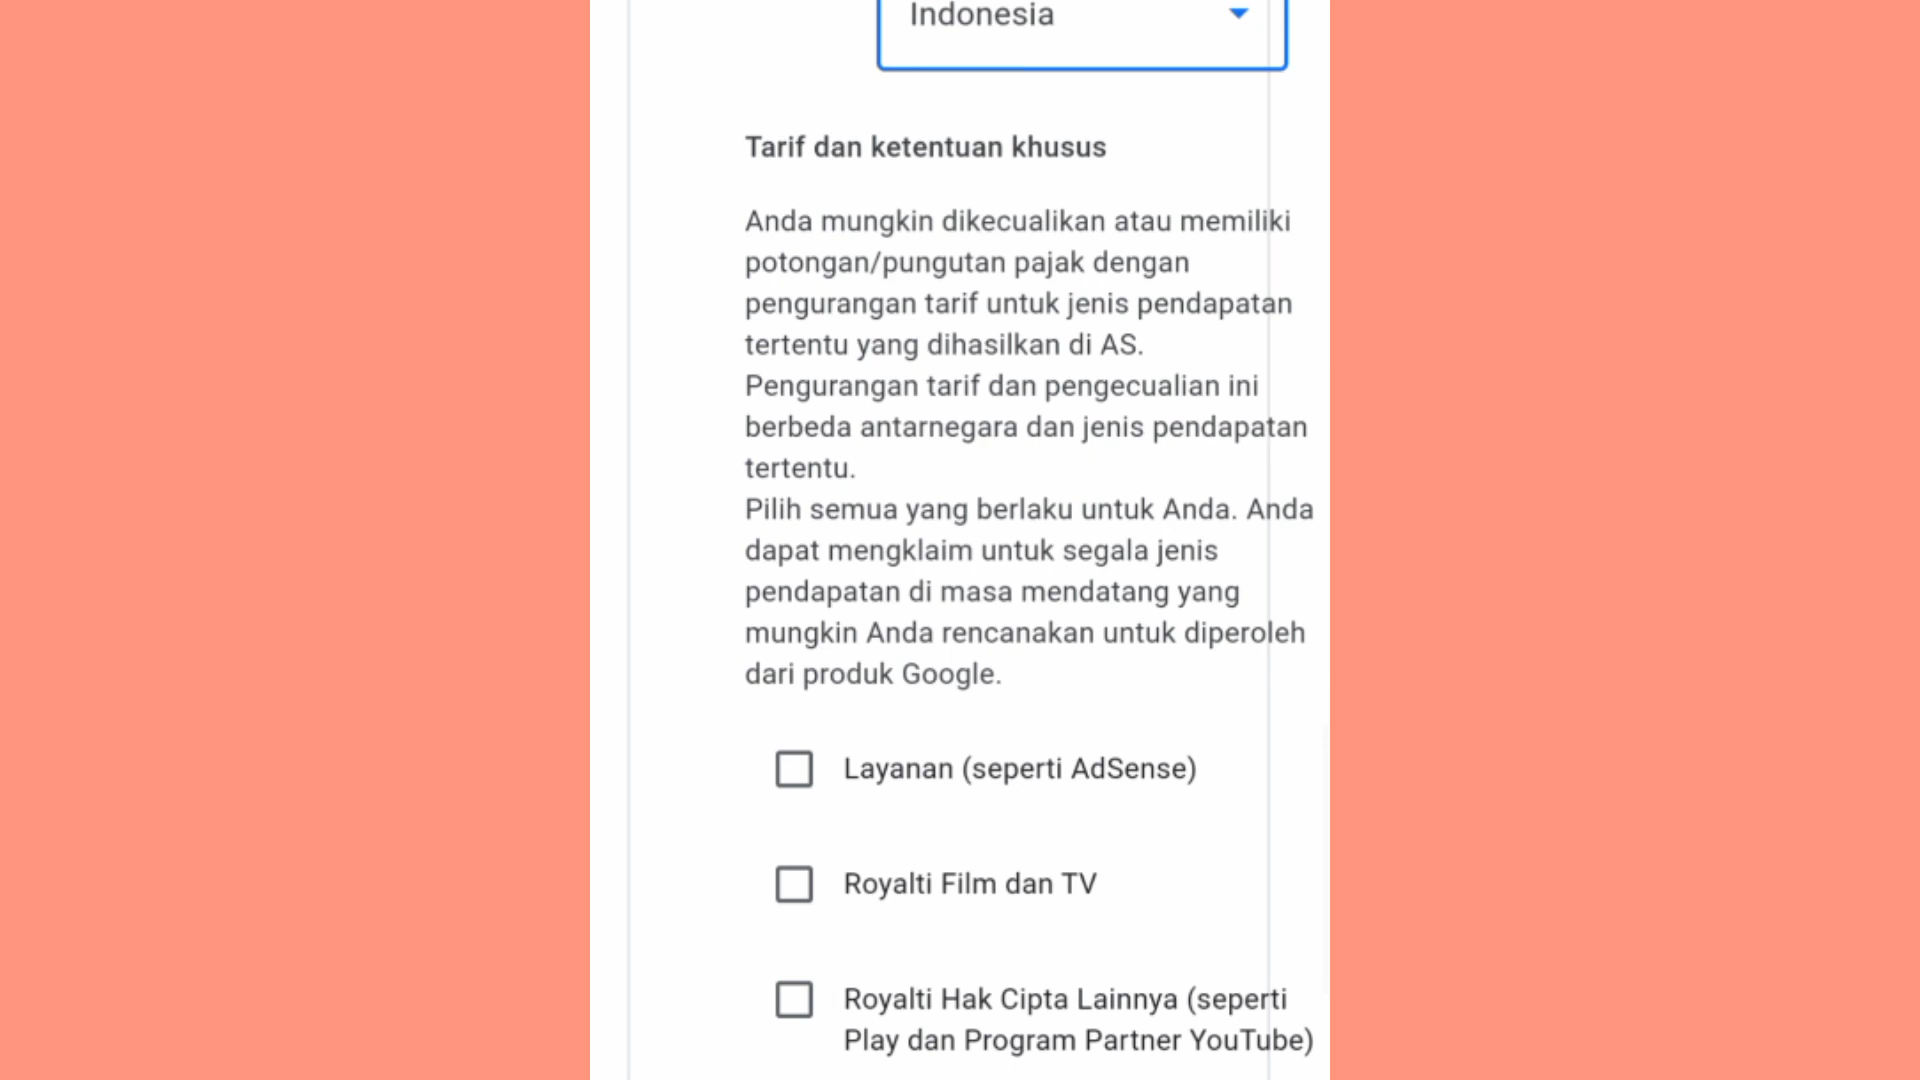 Indonesia
Tarif dan ketentuan khusus
Anda mungkin dikecualikan atau memiliki
potongan/pungutan pajak dengan
pengurangan tarif untuk jenis pendapatan
tertentu yang dihasilkan di AS.
Pengurangan tarif dan pengecualian ini
berbeda antarnegara dan jenis pendapatan
tertentu.
Pilih semua yang berlaku untuk Anda. Anda
dapat mengklaim untuk segala jenis
pendapatan di masa mendatang yang
mungkin Anda rencanakan untuk diperoleh
dari produk Google.
Layanan (seperti AdSense)
Royalti Film dan TV
Royalti Hak Cipta Lainnya (seperti
Play dan Program Partner YouTube)